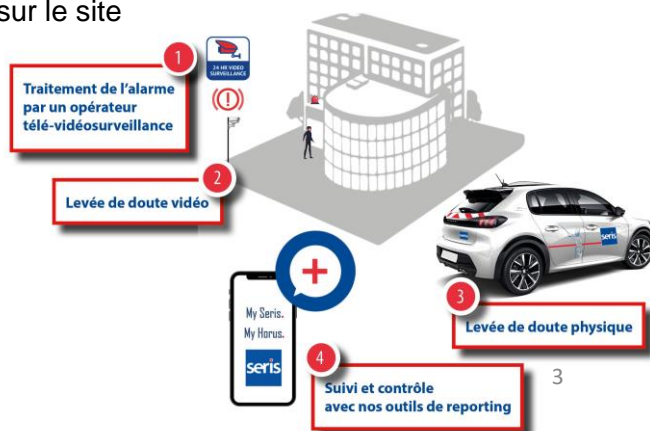 sur le site
1
24 HR VIDEO
SURVEILLANCE
Traitement de l'alarme
par un opérateur
télé-vidéosurveillance
2
Levée de doute vidéo
seris
3
Levée de doute physique
My Seris.
My Horus.
seris
4
Suivi et contrôle
avec nos outils de reporting
3